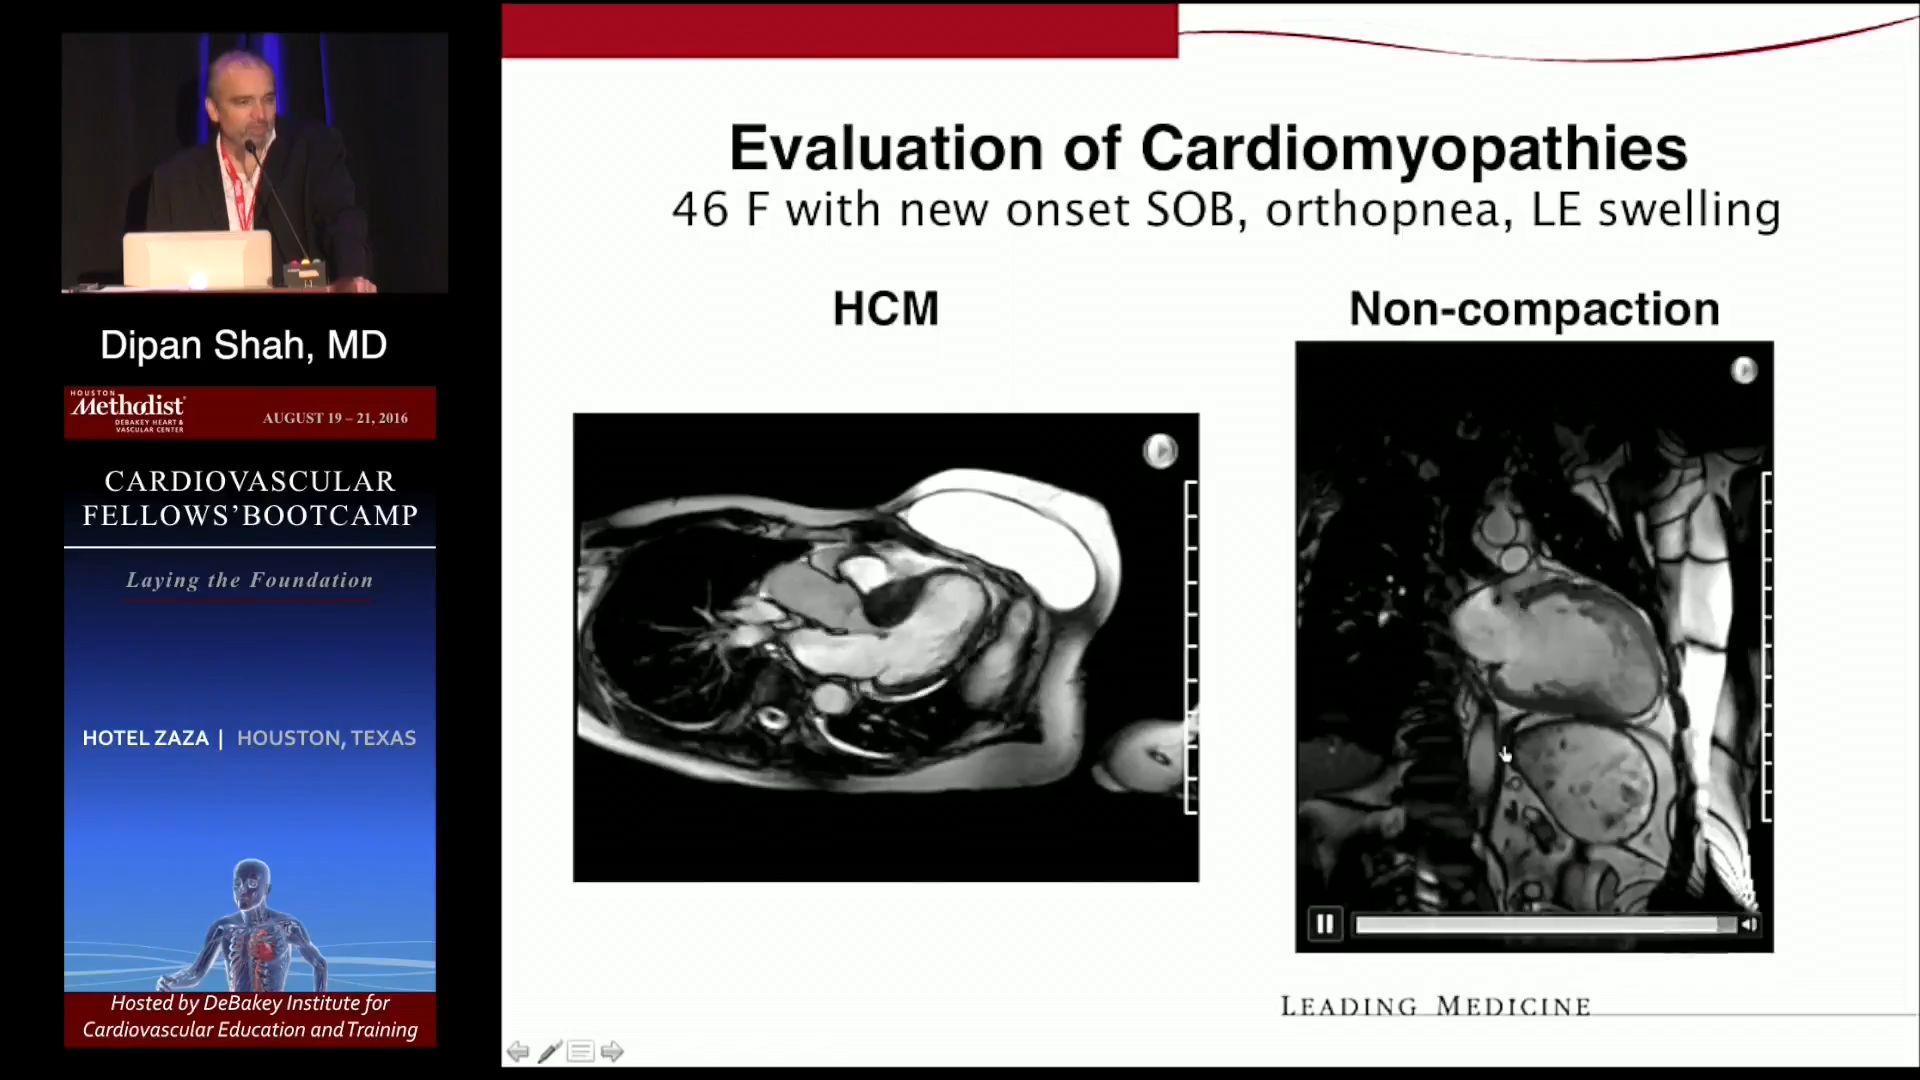 Dipan Shah, MD
HOUSTON
Methodist
DEBAKEY HEART &
VASCULAR CENTER
AUGUST 19 – 21, 2016
CARDIOVASCULAR
FELLOWS’BOOTCAMP
Laying the Foundation
HOTEL ZAZA | HOUSTON, TEXAS
Hosted by DeBakey Institute for
Cardiovascular Education and Training
Evaluation of Cardiomyopathies
46 F with new onset SOB, orthopnea, LE swelling
HCM
Non-compaction
LEADING MEDICINE